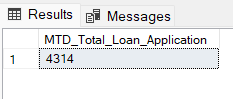 Results Messages
MTD_Total_Loan_Application
1 4314